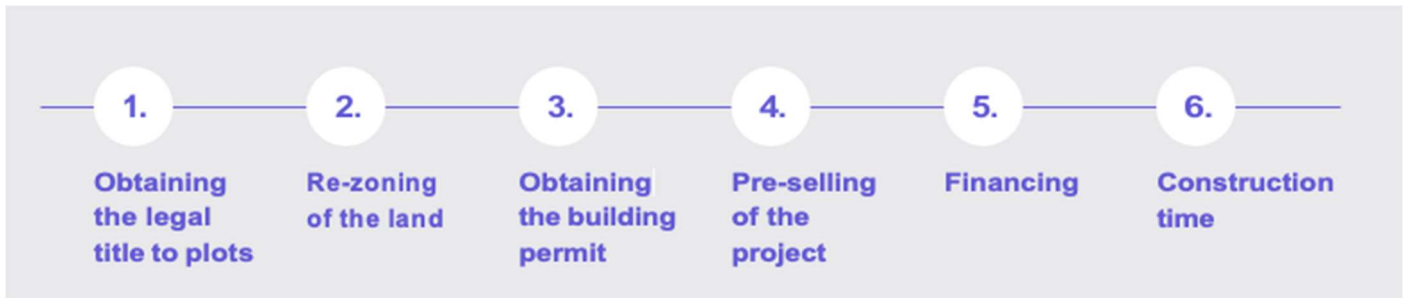 1.
Obtaining
the legal
title to plots
2.
Re-zoning
of the land
3.
Obtaining
the building
permit
4.
Pre-selling
of the
project
5.
Financing
6.
Construction
time